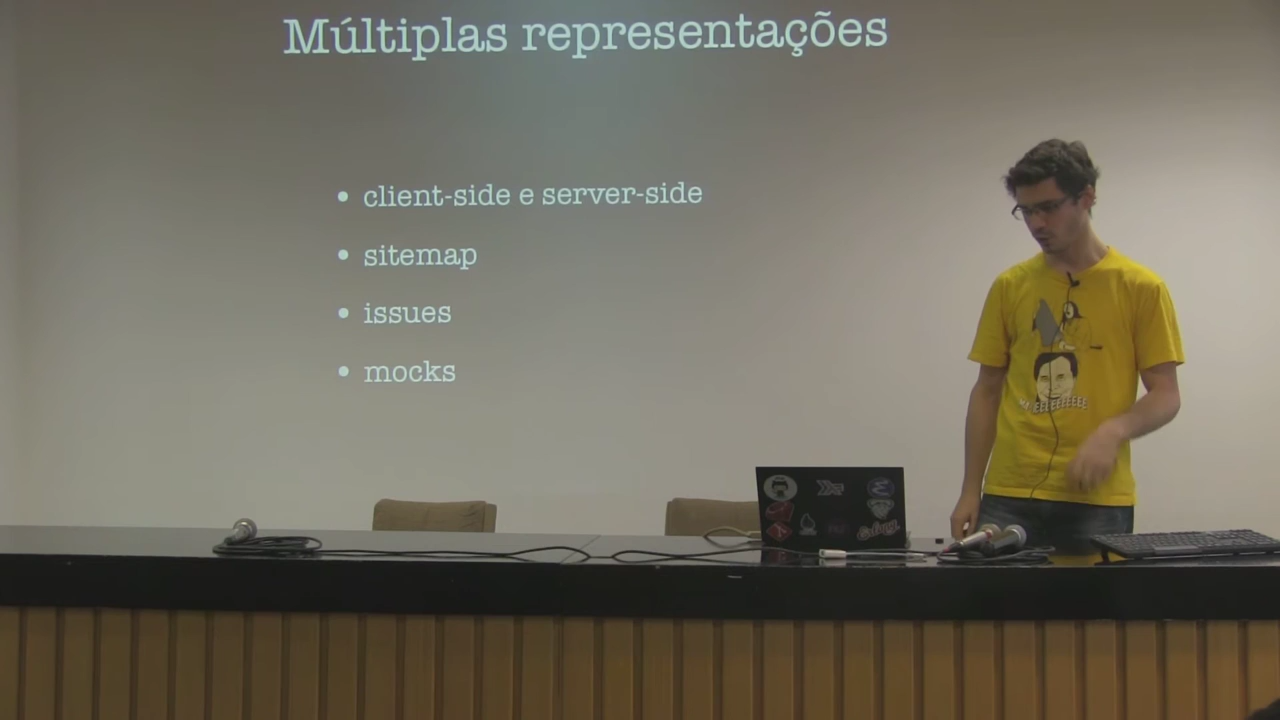 Múltiplas representações
• client-side e server-side
• sitemap
• issues
• mocks